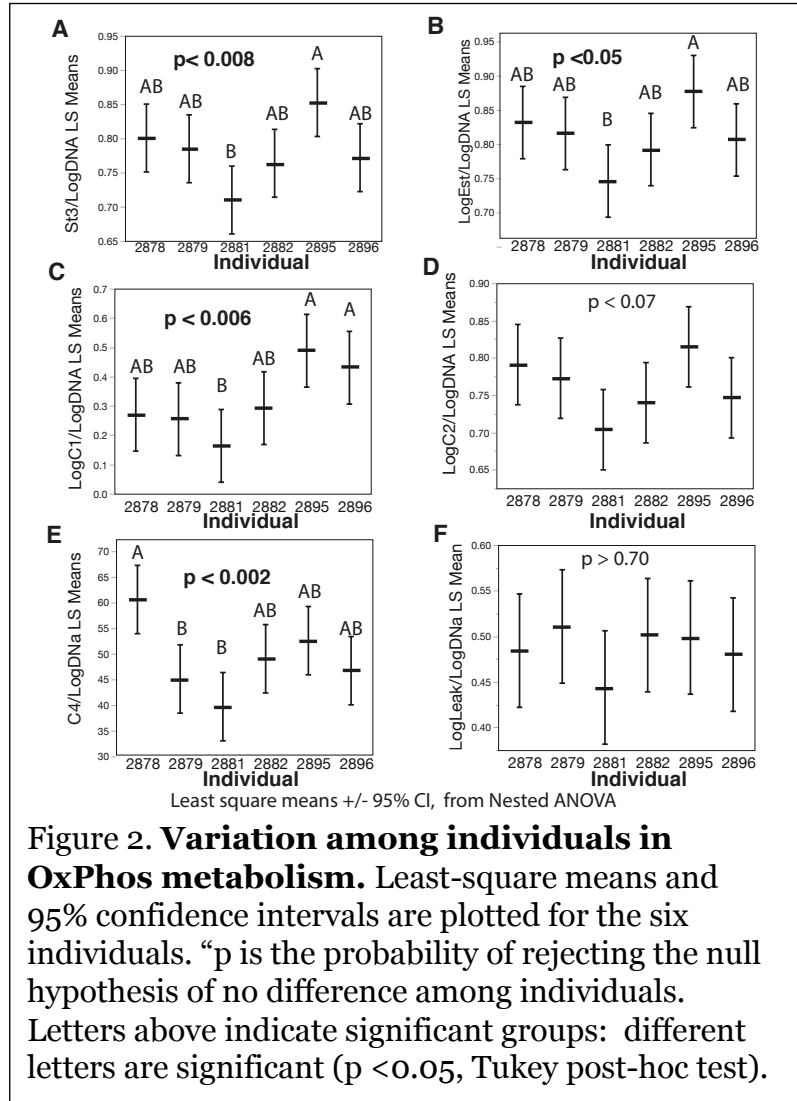 A
p< 0.008
St3/LogDNA LS Means
0.95
0.90
0.85
0.80
0.75
0.70
0.65
AB
AB
B
AB
A
AB
2878 2879 2881 2882 2895 2896
Individual
B
p <0.05
LogEst/LogDNA LS Means
0.95
0.90
0.85
0.80
0.75
0.70
AB
AB
B
AB
A
AB
2878 2879 2881 2882 2895 2896
Individual
C
p < 0.006
LogC1/LogDNA LS Means
0.7
0.6
0.5
0.4
0.3
0.2
0.1
0.0
AB
AB
B
AB
A
A
2878 2879 2881 2882 2895 2896
Individual
D
p < 0.07
LogC2/LogDNA LS Means
0.90
0.85
0.80
0.75
0.70
0.65
2878 2879 2881 2882 2895 2896
Individual
E
p < 0.002
C4/LogDNa LS Means
70
65
60
55
50
45
40
35
30
A
B
B
AB
AB
AB
2878 2879 2881 2882 2895 2896
Individual
F
p > 0.70
LogLeak/LogDNa LS Mean
0.60
0.55
0.50
0.45
0.40
2878 2879 2881 2882 2895 2896
Individual
Least square means +/- 95% CI, from Nested ANOVA
Figure 2. Variation among individuals in
OxPhos metabolism. Least-square means and
95% confidence intervals are plotted for the six
individuals. “p is the probability of rejecting the null
hypothesis of no difference among individuals.
Letters above indicate significant groups: different
letters are significant (p <0.05, Tukey post-hoc test).